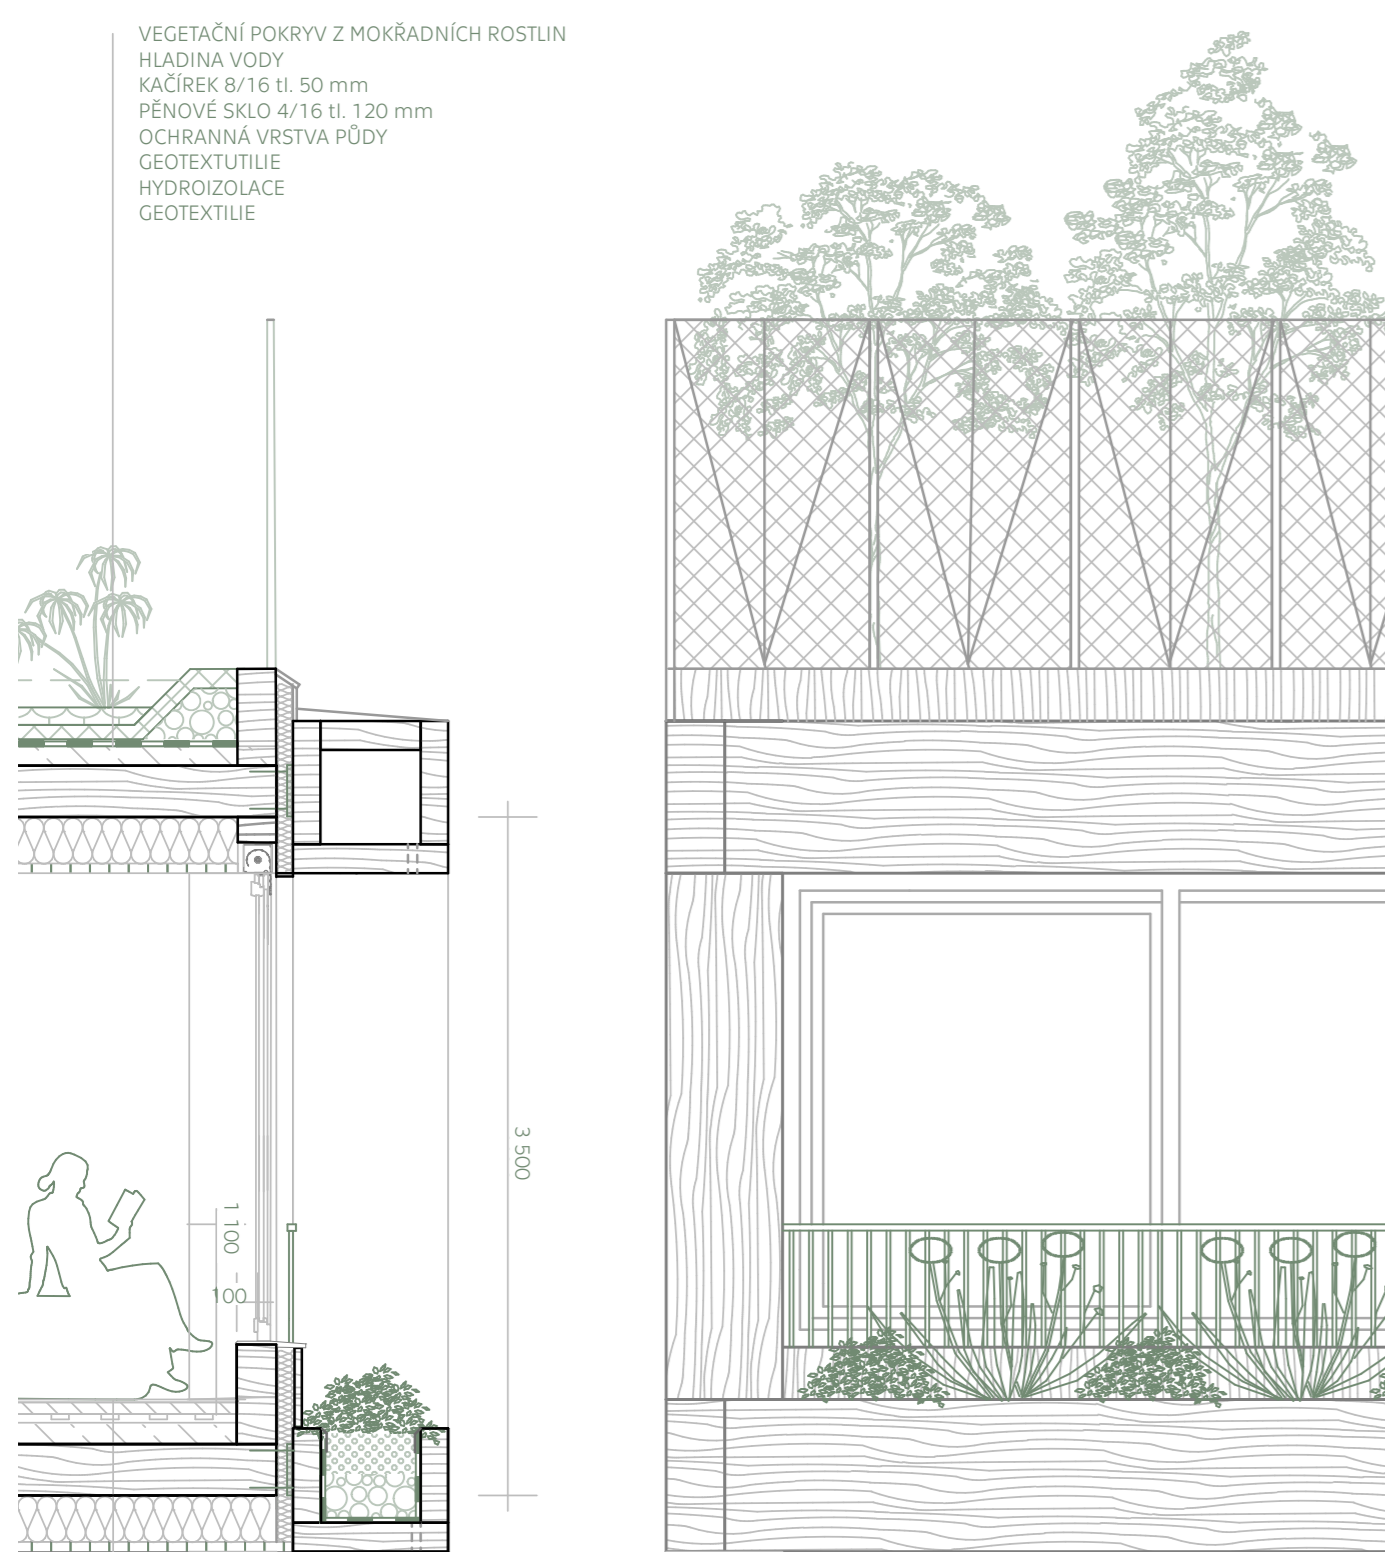 VEGETAČNÍ POKRYV Z MOKŘADNÍCH ROSTLIN
HLADINA VODY
KAČÍREK 8/16 tl. 50 mm
PĚNOVÉ SKLO 4/16 tl. 120 mm
OCHRANNÁ VRSTVA PŮDY
GEOTEXTUTILIE
HYDROIZOLACE
GEOTEXTILIE
3 500
1 100
100